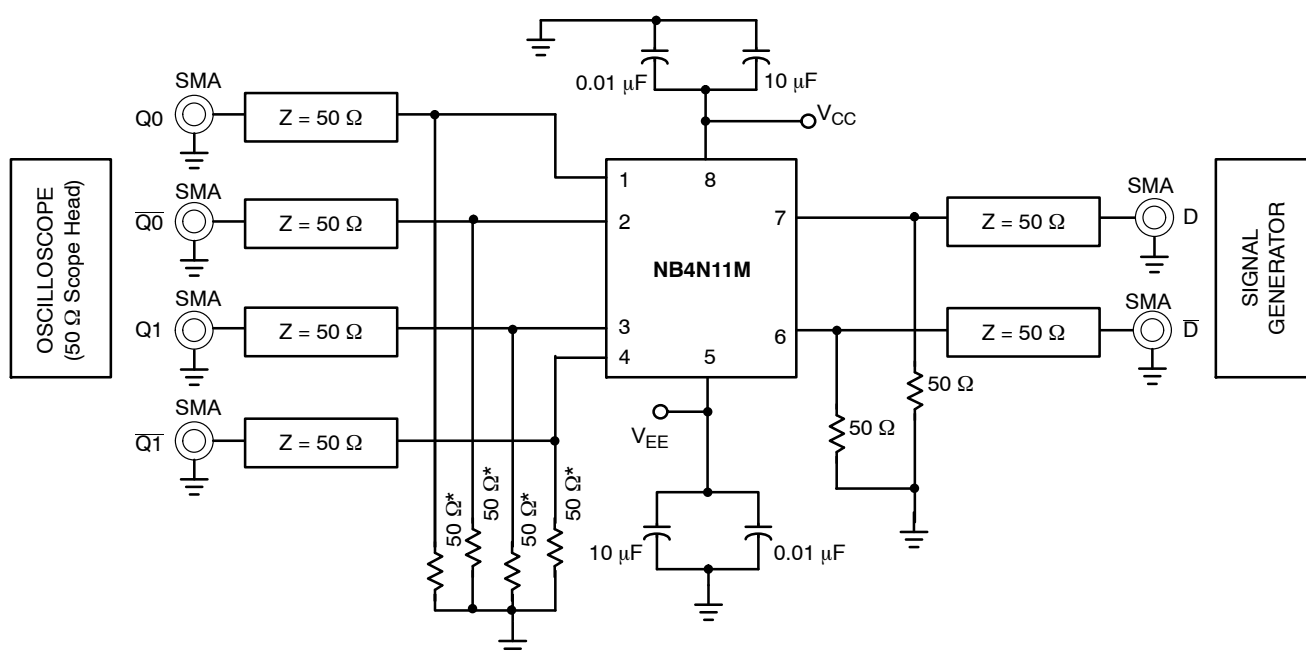 0.01 μF
10 μF
VCC
SMA
Q0
Z = 50 Ω
1
8
SMA
Q̅0̅
Z = 50 Ω
2
7
Z = 50 Ω
SMA
D
OSCILLOSCOPE
(50 Ω Scope Head)
NB4N11M
SIGNAL
GENERATOR
SMA
Q1
Z = 50 Ω
3
6
Z = 50 Ω
SMA
D̅
4
5
50 Ω
SMA
Q̅1̅
Z = 50 Ω
VEE
50 Ω
50 Ω*
50 Ω*
50 Ω*
50 Ω*
10 μF
0.01 μF